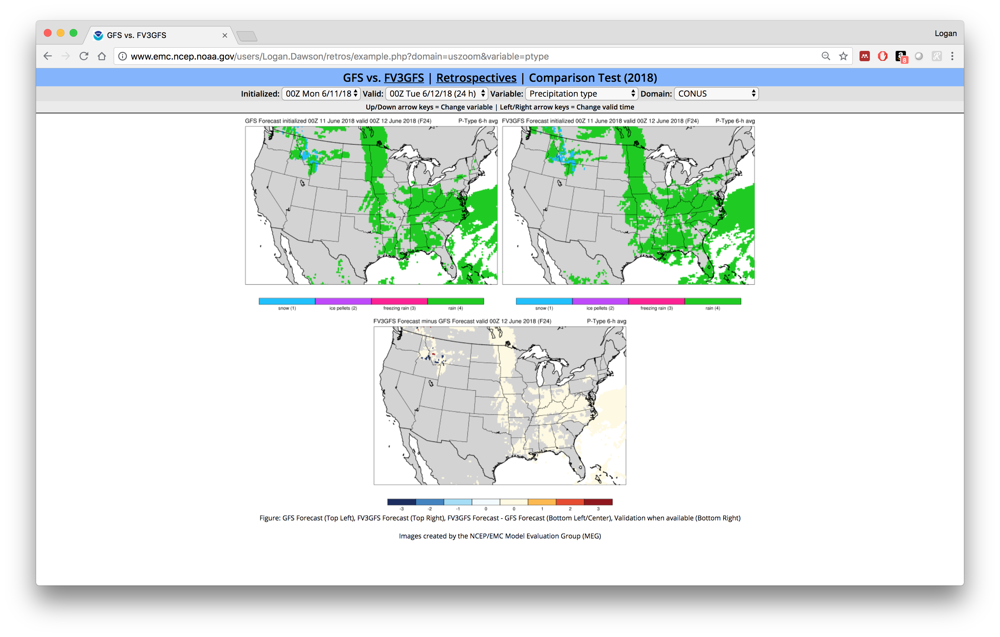 GFS vs. FV3GFS
Logan
www.emc.ncep.noaa.gov/users/Logan.Dawson/retros/example.php?domain=uszoom&variable=ptype
8
GFS vs. FV3GFS | Retrospectives | Comparison Test (2018)
Initialized: 00Z Mon 6/11/18 Valid: 00Z Tue 6/12/18 (24 h) Variable: Precipitation type Domain: CONUS
Up/Down arrow keys = Change variable | Left/Right arrow keys = Change valid time
GFS Forecast initialized 00Z 11 June 2018 valid 00Z 12 June 2018 (F24) P-Type 6-h avg
FV3GFS Forecast initialized 00Z 11 June 2018 valid 00Z 12 June 2018 (F24) P-Type 6-h avg
snow (1) ice pellets (2) freezing rain (3) rain (4)
snow (1) ice pellets (2) freezing rain (3) rain (4)
FV3GFS Forecast minus GFS Forecast valid 00Z 12 June 2018 (F24) P-Type 6-h avg
-3 -2 -1 0 0 1 2 3
Figure: GFS Forecast (Top Left), FV3GFS Forecast (Top Right), FV3GFS Forecast - GFS Forecast (Bottom Left/Center), Validation when available (Bottom Right)
Images created by the NCEP/EMC Model Evaluation Group (MEG)